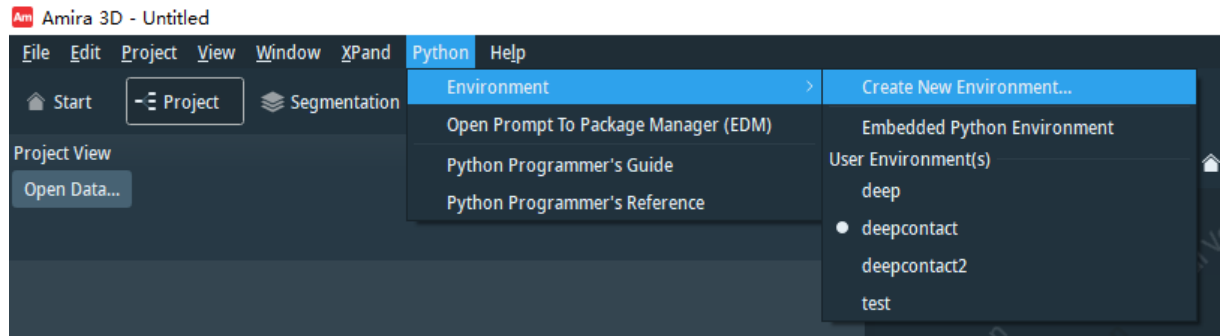 Am Amira 3D - Untitled
File Edit Project View Window XPand Python Help
Start Project Segmentation
Environment
Open Prompt To Package Manager (EDM)
Python Programmer's Guide
Python Programmer's Reference
Create New Environment...
Embedded Python Environment
User Environment(s)
deep
deepcontact
deepcontact2
test
Project View
Open Data...